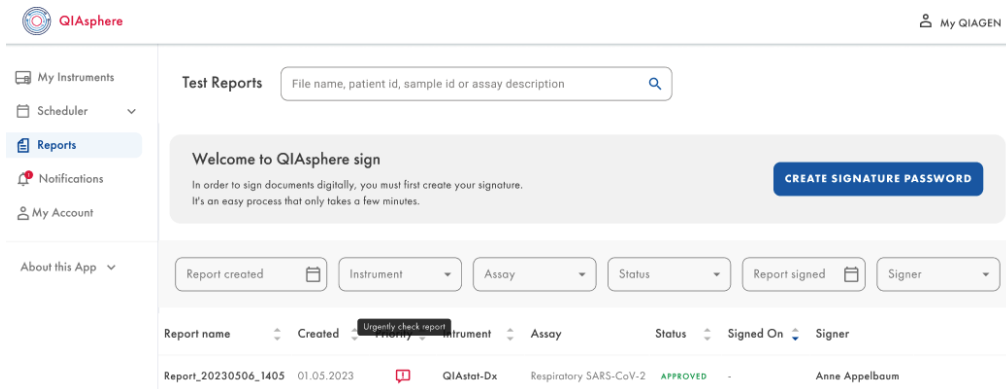 QIAsphere
My QIAGEN
My Instruments
Scheduler
Reports
Notifications
My Account
About this App
Test Reports
File name, patient id, sample id or assay description
Welcome to QIAsphere sign
In order to sign documents digitally, you must first create your signature.
It's an easy process that only takes a few minutes.
CREATE SIGNATURE PASSWORD
Report created
Instrument
Assay
Status
Report signed
Signer
Urgently check report
Report name Created Priority Intrument Assay Status Signed On Signer
Report_20230506_1405 01.05.2023 QIAstat-Dx Respiratory SARS-CoV-2 APPROVED - Anne Appelbaum